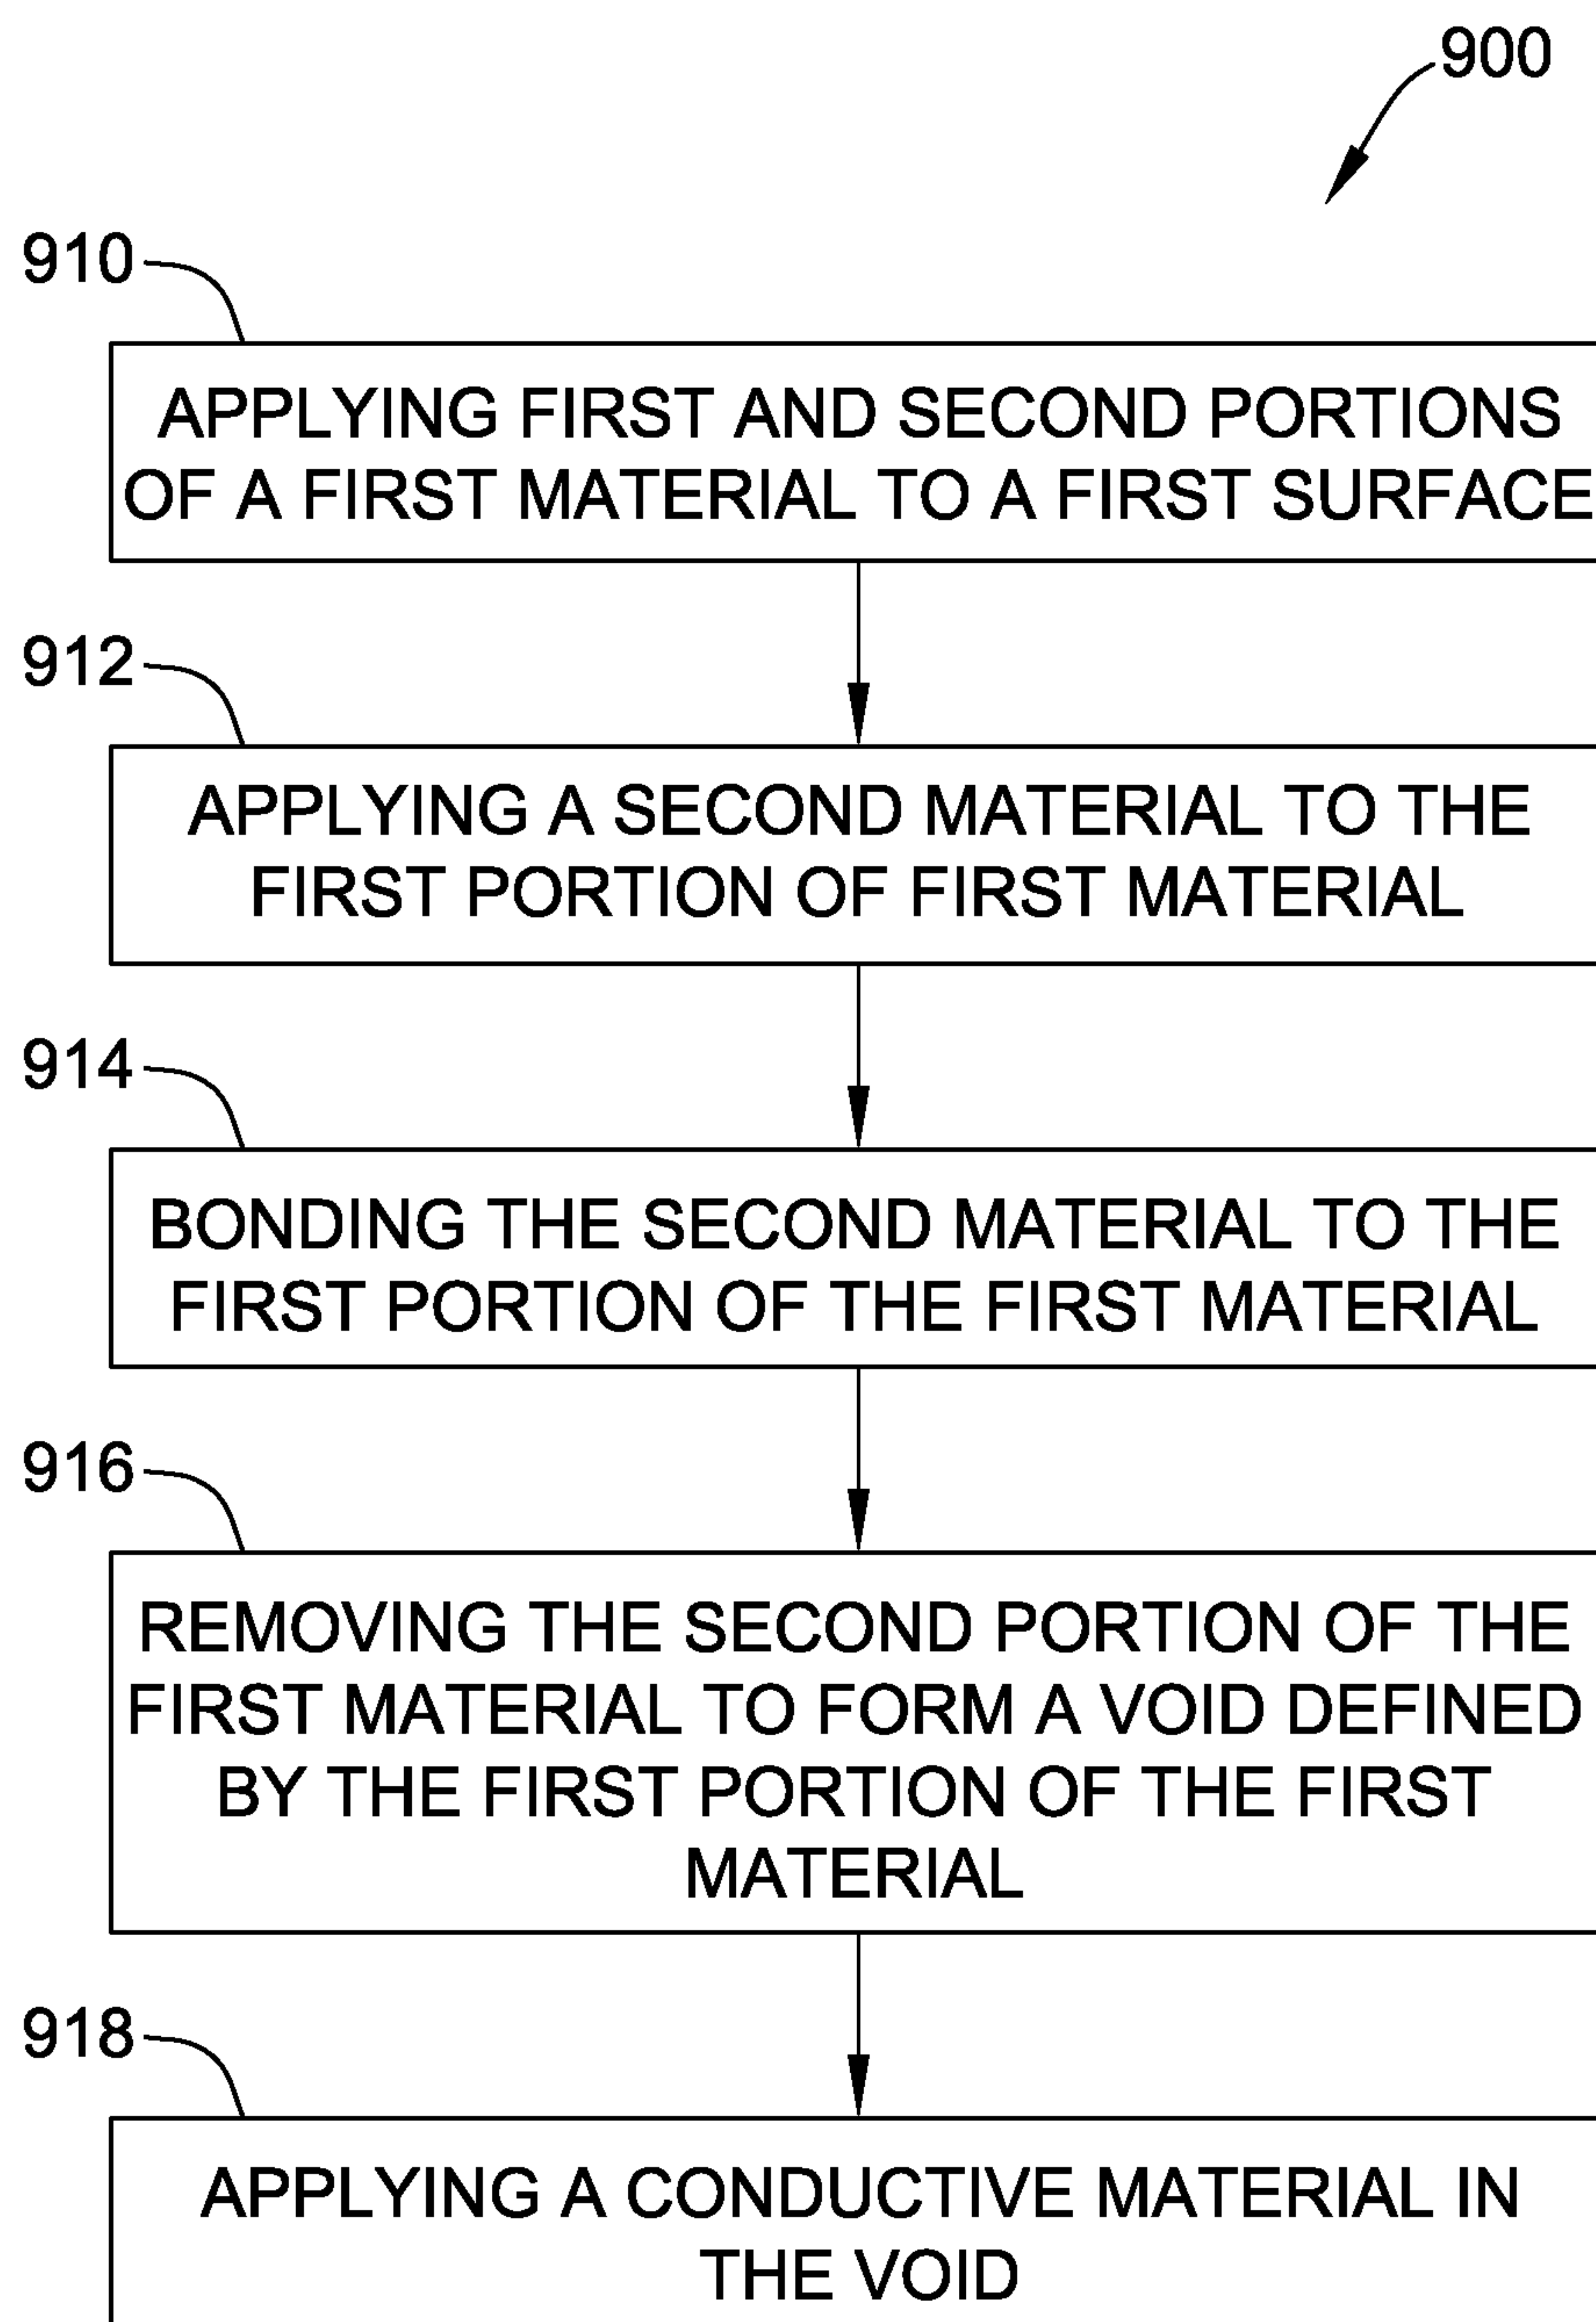 900
910
APPLYING FIRST AND SECOND PORTIONS
OF A FIRST MATERIAL TO A FIRST SURFACE
912
APPLYING A SECOND MATERIAL TO THE
FIRST PORTION OF FIRST MATERIAL
914
BONDING THE SECOND MATERIAL TO THE
FIRST PORTION OF THE FIRST MATERIAL
916
REMOVING THE SECOND PORTION OF THE
FIRST MATERIAL TO FORM A VOID DEFINED
BY THE FIRST PORTION OF THE FIRST
MATERIAL
918
APPLYING A CONDUCTIVE MATERIAL IN
THE VOID